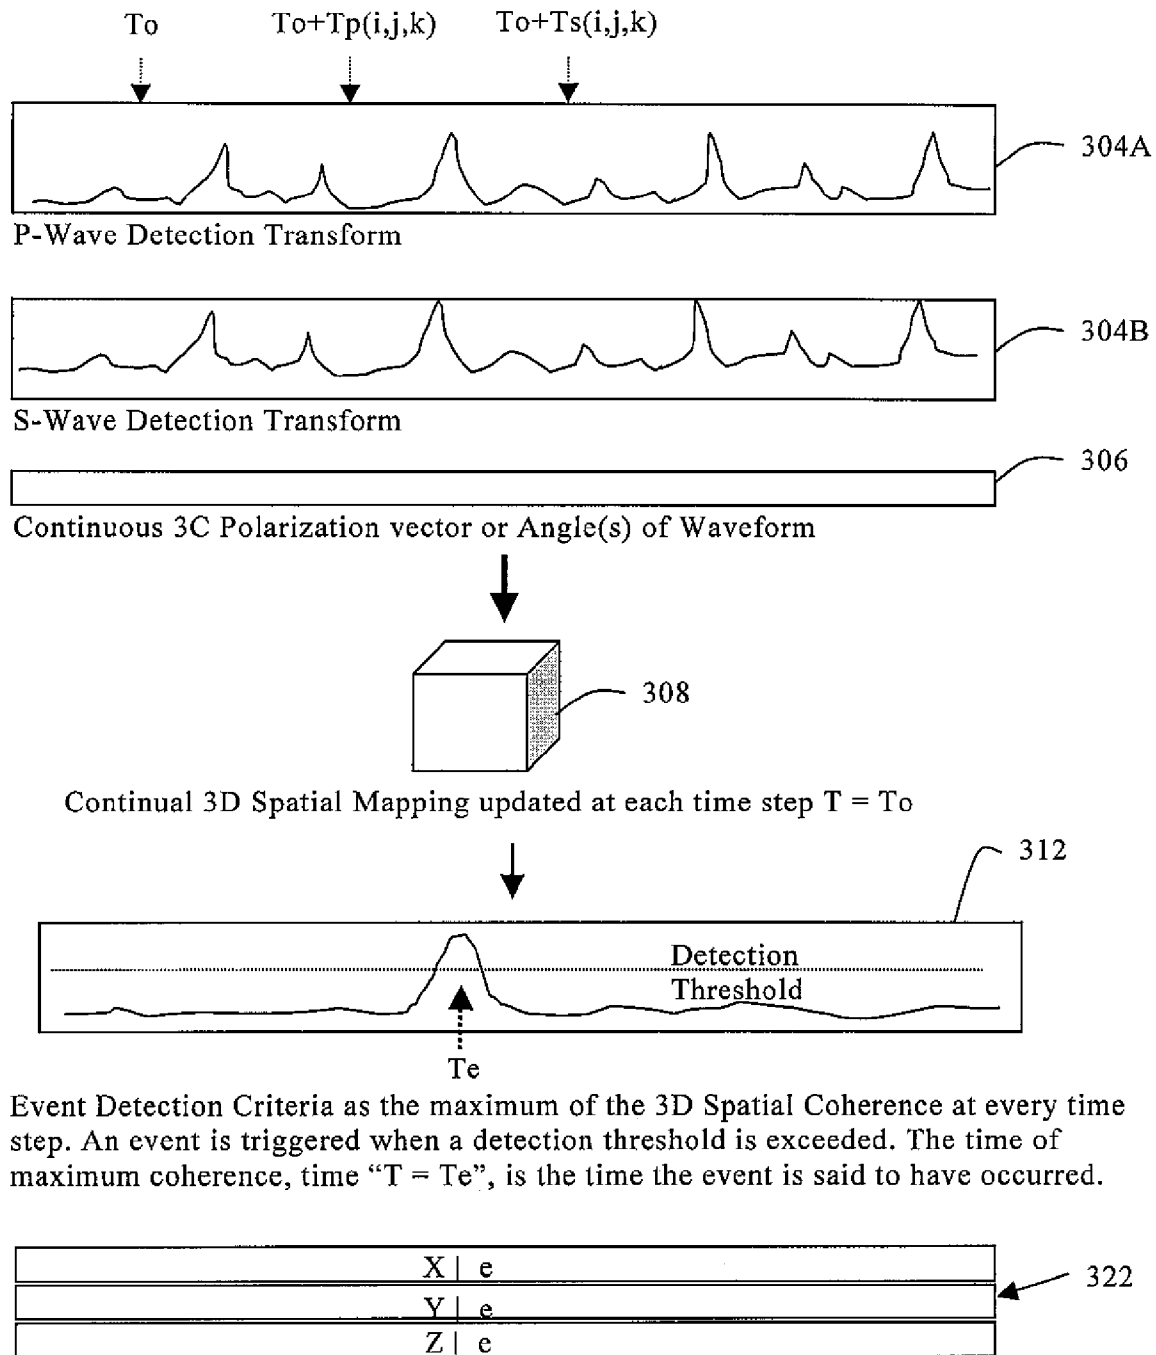 To To+Tp(i,j,k) To+Ts(i,j,k)
304A
P-Wave Detection Transform
304B
S-Wave Detection Transform
306
Continuous 3C Polarization vector or Angle(s) of Waveform
308
Continual 3D Spatial Mapping updated at each time step T = To
312
Detection
Threshold
Te
Event Detection Criteria as the maximum of the 3D Spatial Coherence at every time
step. An event is triggered when a detection threshold is exceeded. The time of
maximum coherence, time “T = Te”, is the time the event is said to have occurred.
X | e
322
Y | e
Z | e